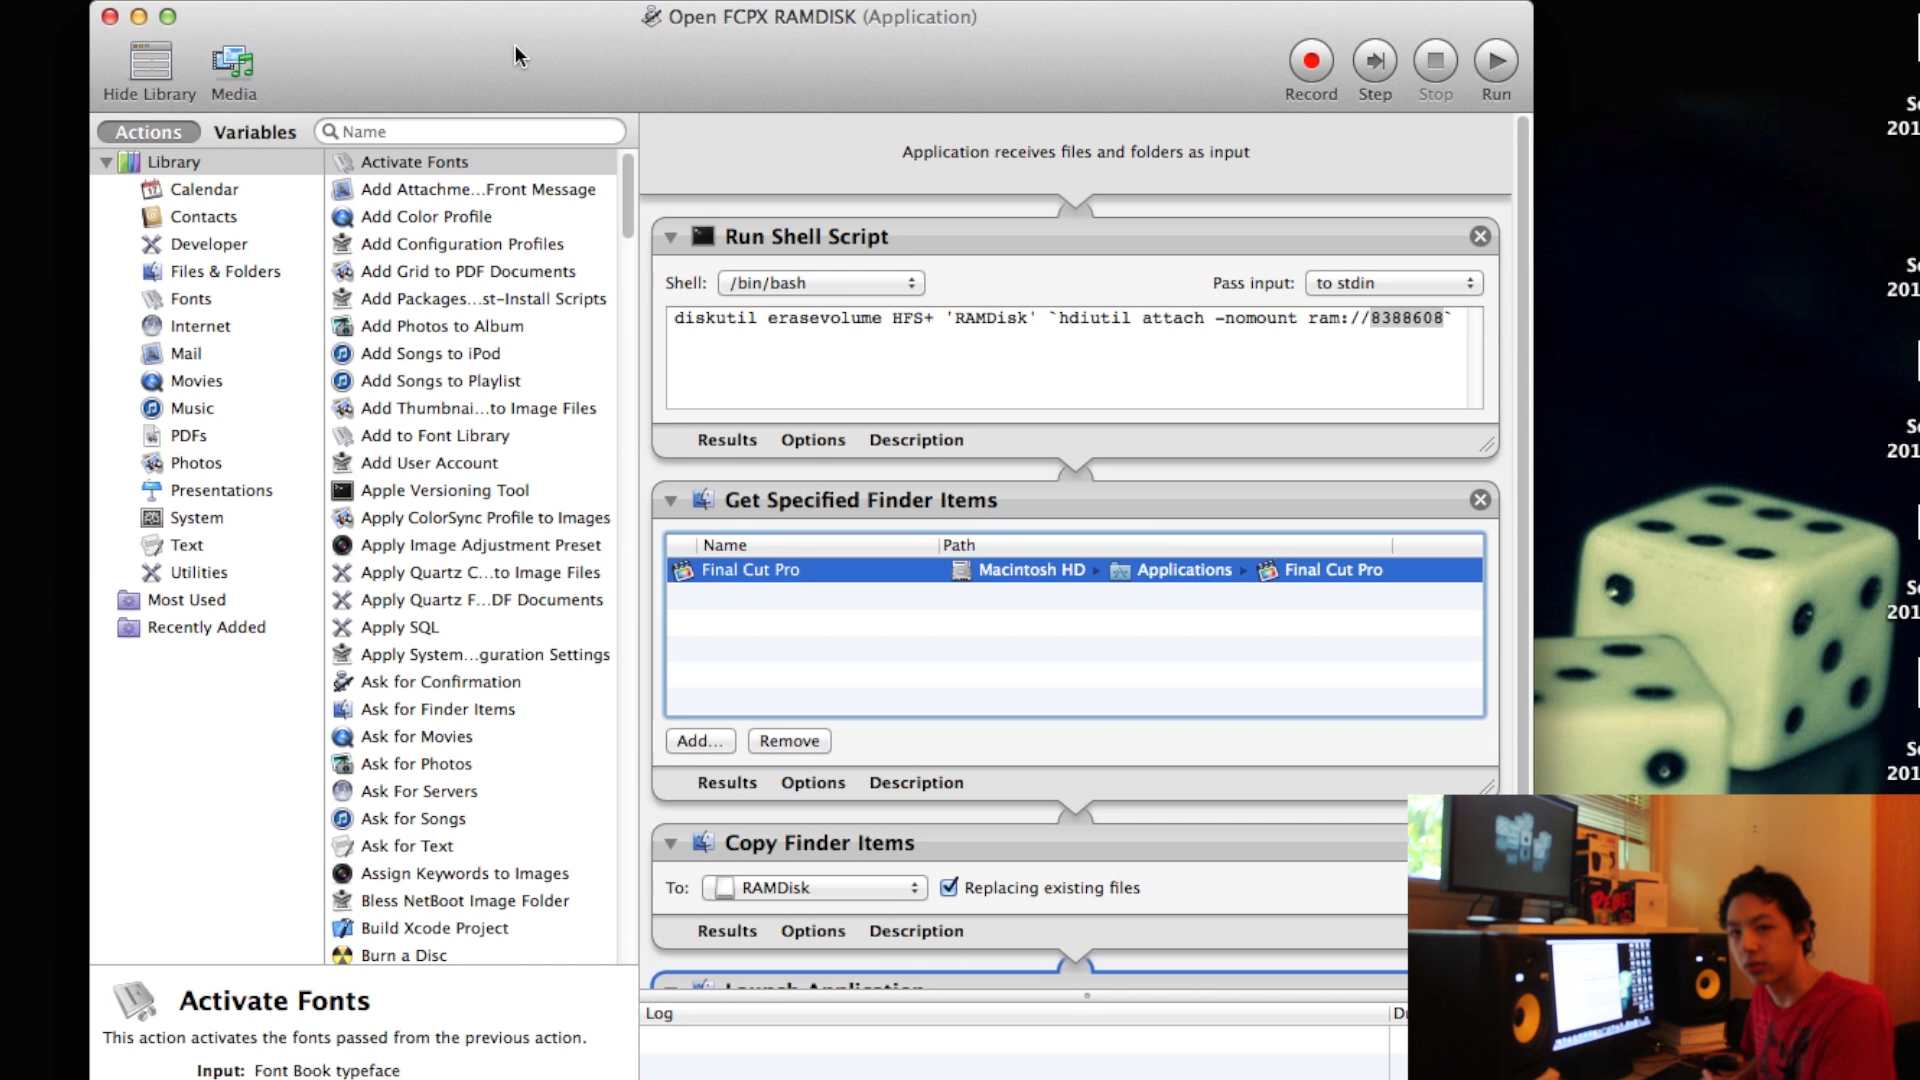 Open FCPX RAMDISK (Application)
Hide Library
Media
Record
Step
Stop
Run
Actions
Variables
Name
Library
Calendar
Contacts
Developer
Files & Folders
Fonts
Internet
Mail
Movies
Music
PDFs
Photos
Presentations
System
Text
Utilities
Most Used
Recently Added
Activate Fonts
Add Attachme...Front Message
Add Color Profile
Add Configuration Profiles
Add Grid to PDF Documents
Add Packages...st-Install Scripts
Add Photos to Album
Add Songs to iPod
Add Songs to Playlist
Add Thumbnai...to Image Files
Add to Font Library
Add User Account
Apple Versioning Tool
Apply ColorSync Profile to Images
Apply Image Adjustment Preset
Apply Quartz C...to Image Files
Apply Quartz F...DF Documents
Apply SQL
Apply System...guration Settings
Ask for Confirmation
Ask for Finder Items
Ask for Movies
Ask for Photos
Ask For Servers
Ask for Songs
Ask for Text
Assign Keywords to Images
Bless NetBoot Image Folder
Build Xcode Project
Burn a Disc
Activate Fonts
This action activates the fonts passed from the previous action.
Input: Font Book typeface
Application receives files and folders as input
Run Shell Script
Shell: /bin/bash
Pass input: to stdin
diskutil erasevolume HFS+ 'RAMDisk' `hdiutil attach -nomount ram://8388608`
Results Options Description
Get Specified Finder Items
Name Path
Final Cut Pro Macintosh HD Applications Final Cut Pro
Add... Remove
Results Options Description
Copy Finder Items
To: RAMDisk Replacing existing files
Results Options Description
Launch Application
Log